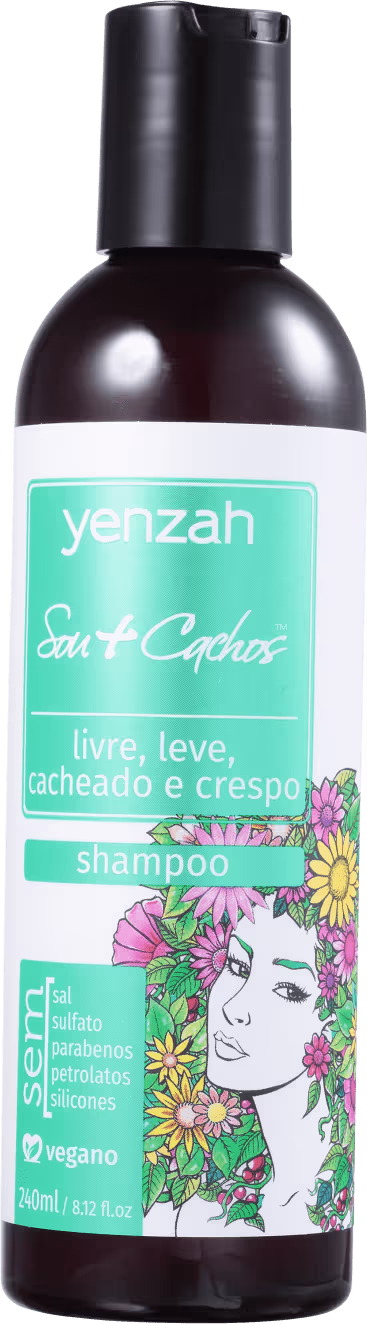 yenzah
Sou + Cachos™
livre, leve,
cacheado e crespo
shampoo
sem
sal
sulfato
parabenos
petrolatos
silicones
vegano
240ml / 8.12 fl.oz